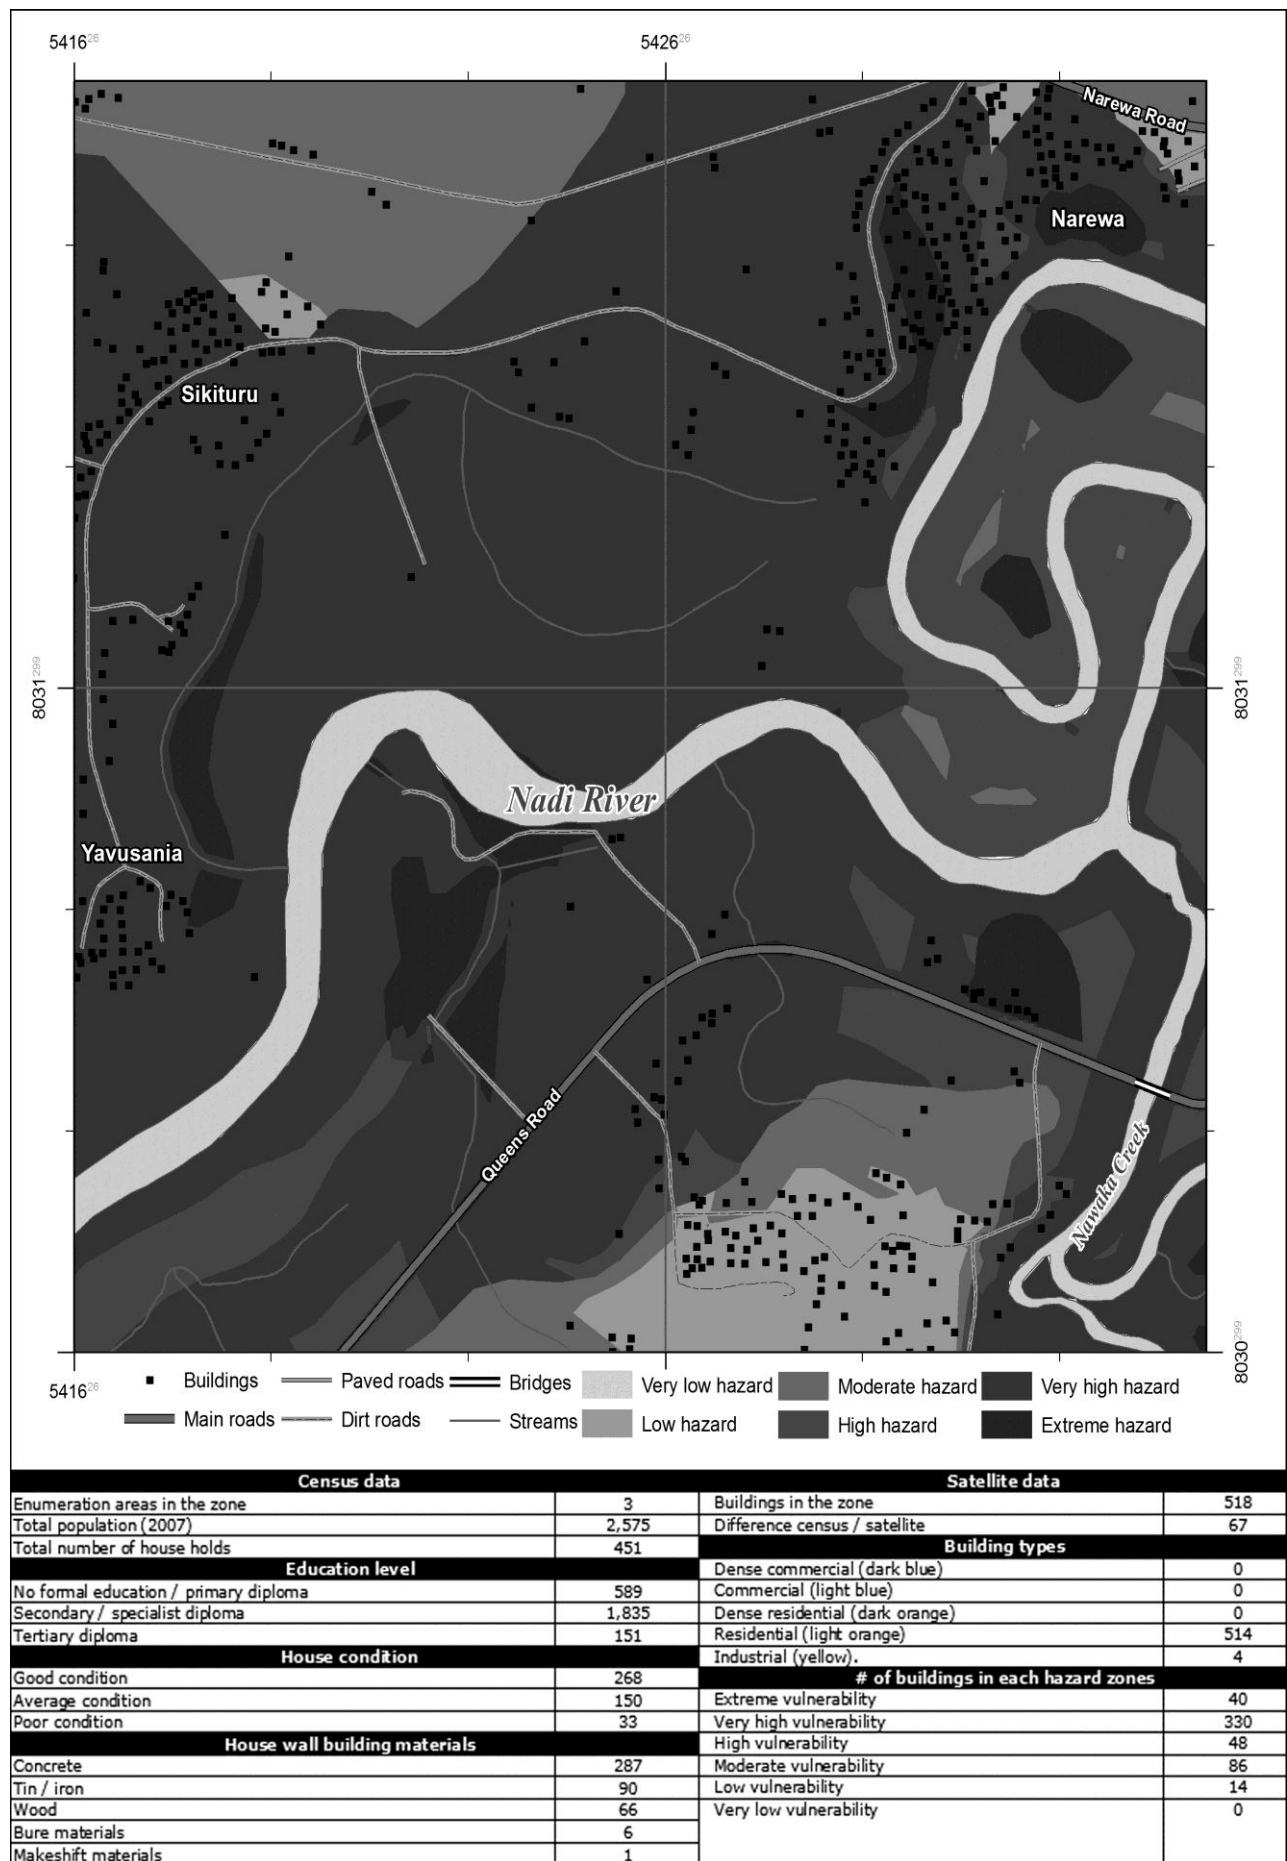 5416²⁶ 5426²⁶
Narewa Road
Narewa
Sikituru
8031²⁹⁹ 8031²⁹⁹
Nadi River
Yavusania
Queens Road
Nawaka Creek
8030²⁹⁹
5416²⁶
Buildings Paved roads Bridges Very low hazard Moderate hazard Very high hazard
Main roads Dirt roads Streams Low hazard High hazard Extreme hazard
Census data
Enumeration areas in the zone 3
Total population (2007) 2,575
Total number of house holds 451
Education level
No formal education / primary diploma 589
Secondary / specialist diploma 1,835
Tertiary diploma 151
House condition
Good condition 268
Average condition 150
Poor condition 33
House wall building materials
Concrete 287
Tin / iron 90
Wood 66
Bure materials 6
Makeshift materials 1
Satellite data
Buildings in the zone 518
Difference census / satellite 67
Building types
Dense commercial (dark blue) 0
Commercial (light blue) 0
Dense residential (dark orange) 0
Residential (light orange) 514
Industrial (yellow). 4
# of buildings in each hazard zones
Extreme vulnerability 40
Very high vulnerability 330
High vulnerability 48
Moderate vulnerability 86
Low vulnerability 14
Very low vulnerability 0